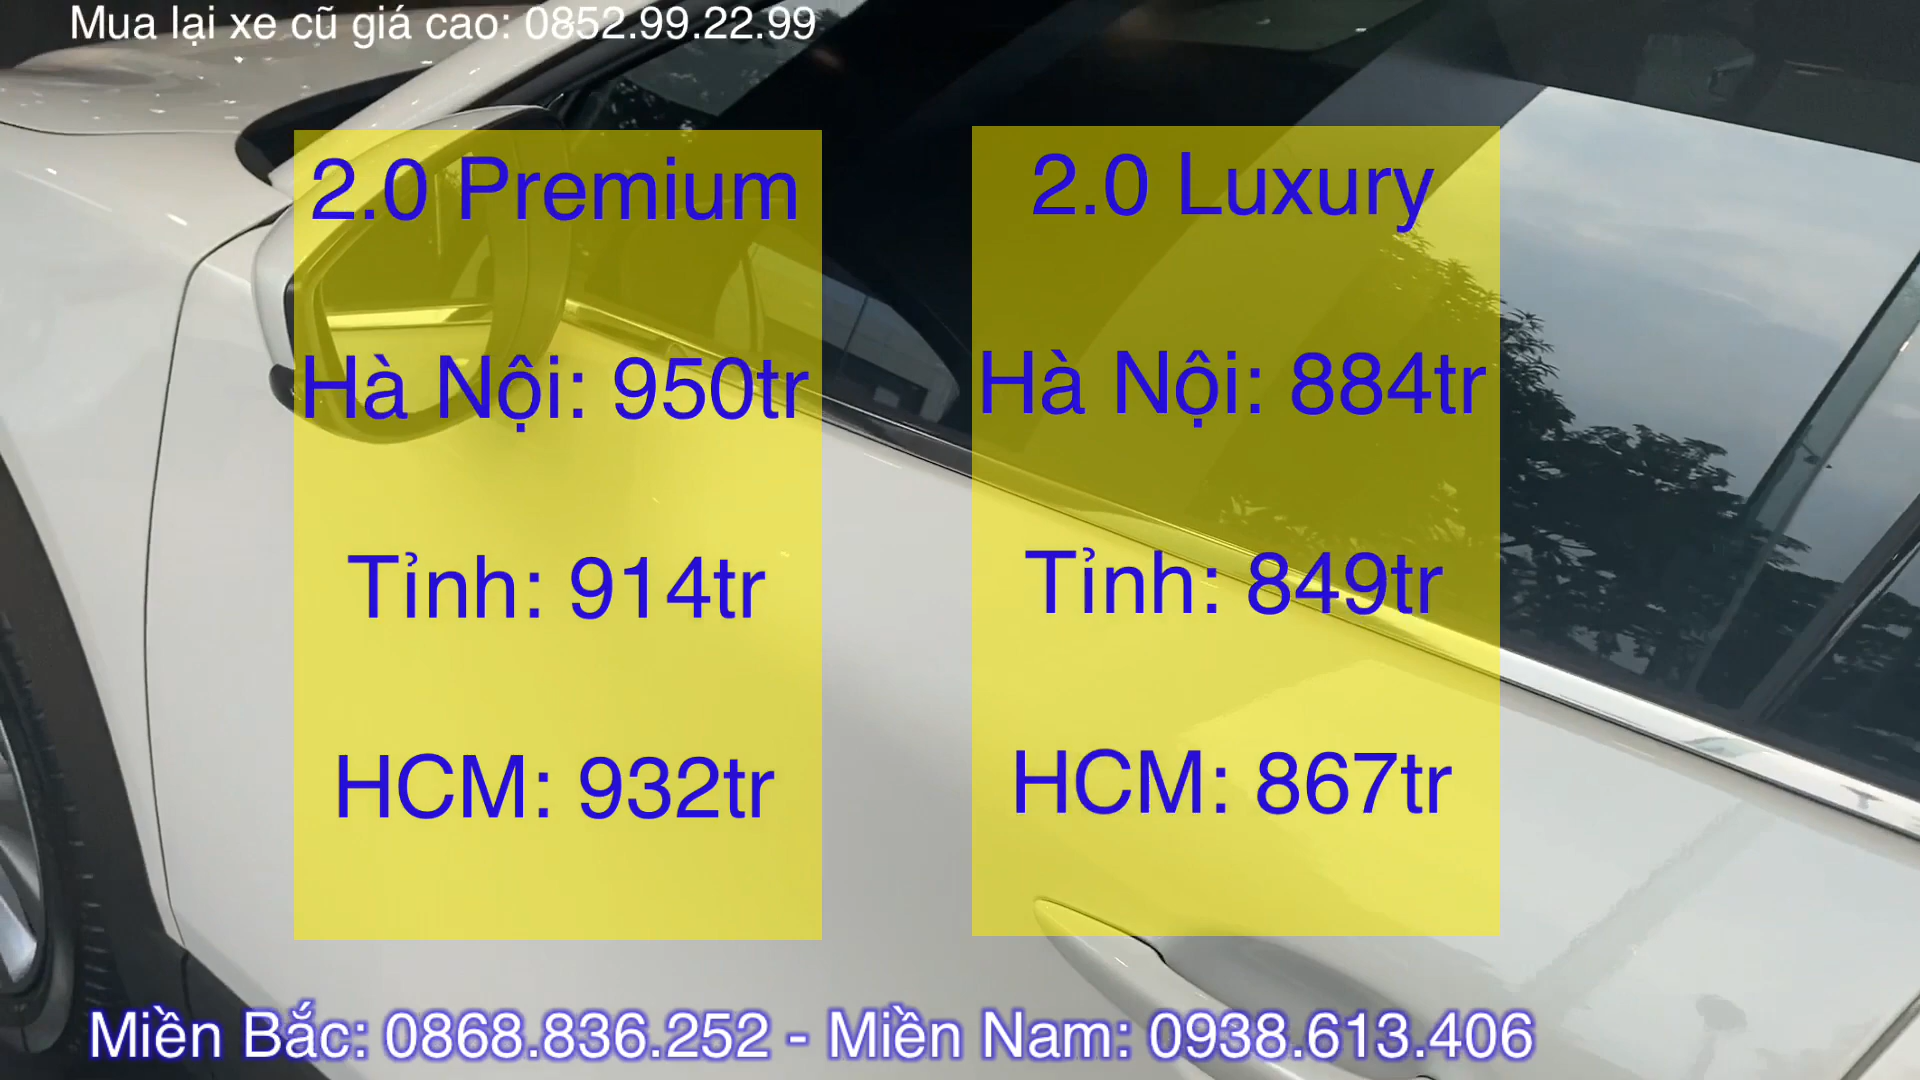 Mua lại xe cũ giá cao: 0852.99.22.99
2.0 Premium
Hà Nội: 950tr
Tỉnh: 914tr
HCM: 932tr
2.0 Luxury
Hà Nội: 884tr
Tỉnh: 849tr
HCM: 867tr
Miền Bắc: 0868.836.252 - Miền Nam: 0938.613.406